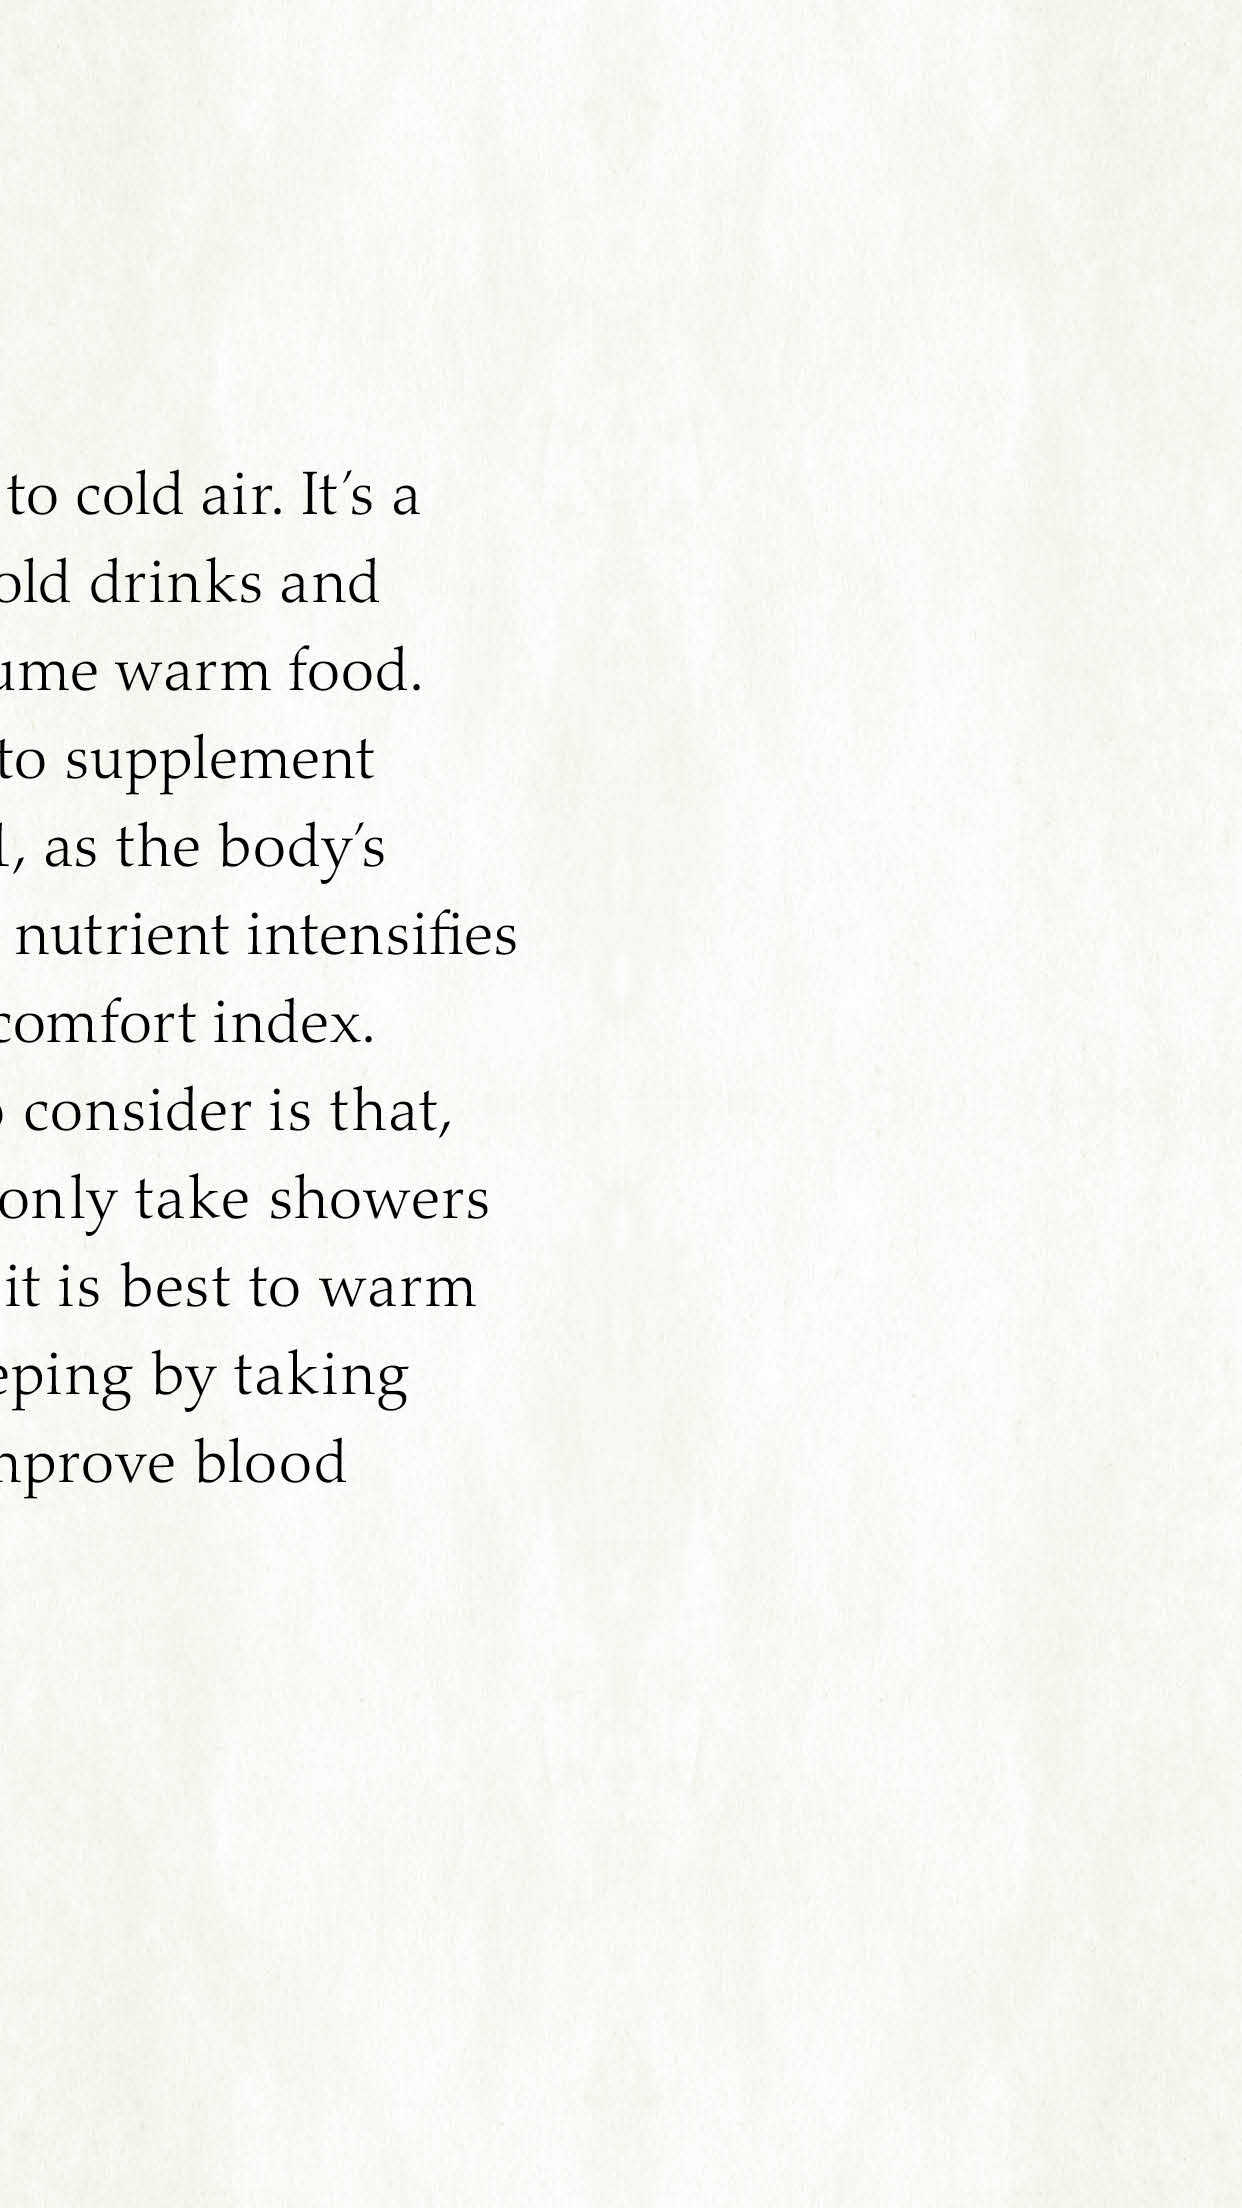 to cold air. It’s a
old drinks and
ume warm food.
to supplement
, as the body’s
nutrient intensifies
comfort index.
consider is that,
only take showers
it is best to warm
eping by taking
mprove blood